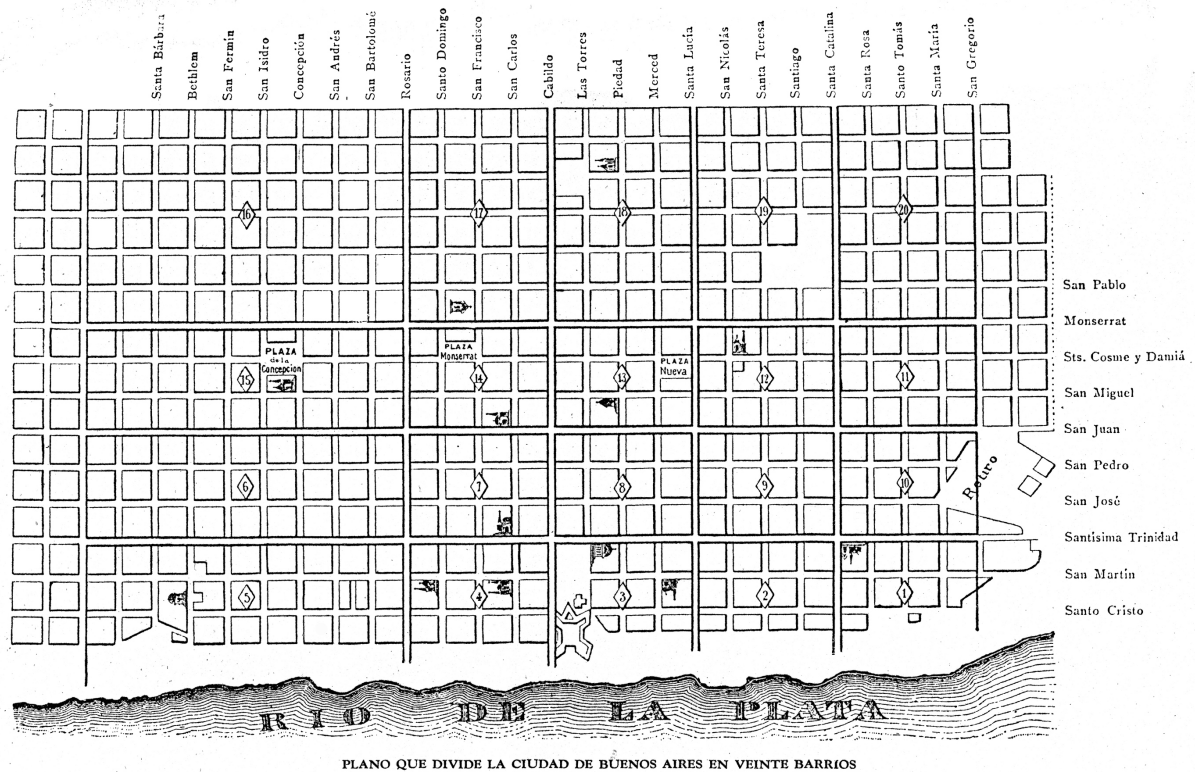 Santa Bárbara
Bethlem
San Fermín
San Isidro
Concepción
San Andrés
San Bartolomé
Rosario
Santo Domingo
San Francisco
San Carlos
Cabildo
Las Torres
Piedad
Merced
Santa Lucía
San Nicolás
Santa Teresa
Santiago
Santa Catalina
Santa Rosa
Santo Tomás
Santa María
San Gregorio
16
17
18
19
20
San Pablo
Monserrat
PLAZA
de la
Concepcion
PLAZA
Monserrat
PLAZA
Nueva
Sts. Cosme y Damiá
15
14
13
12
11
San Miguel
San Juan
Retiro
San Pedro
6
7
8
9
10
San José
Santísima Trinidad
San Martín
5
4
3
2
1
Santo Cristo
RIO DE LA PLATA
PLANO QUE DIVIDE LA CIUDAD DE BUENOS AIRES EN VEINTE BARRIOS